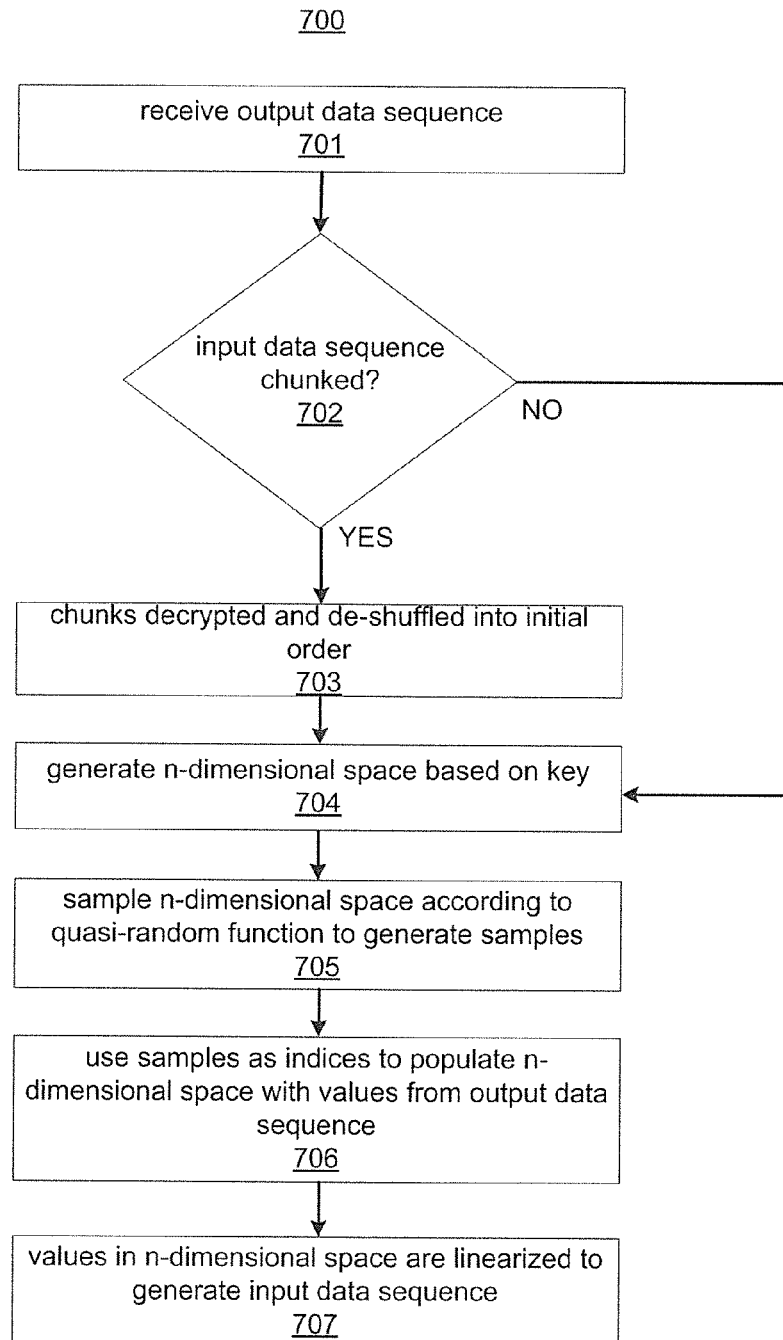 700
receive output data sequence
701
input data sequence
chunked?
702
NO
YES
chunks decrypted and de-shuffled into initial
order
703
generate n-dimensional space based on key
704
sample n-dimensional space according to
quasi-random function to generate samples
705
use samples as indices to populate n-
dimensional space with values from output data
sequence
706
values in n-dimensional space are linearized to
generate input data sequence
707